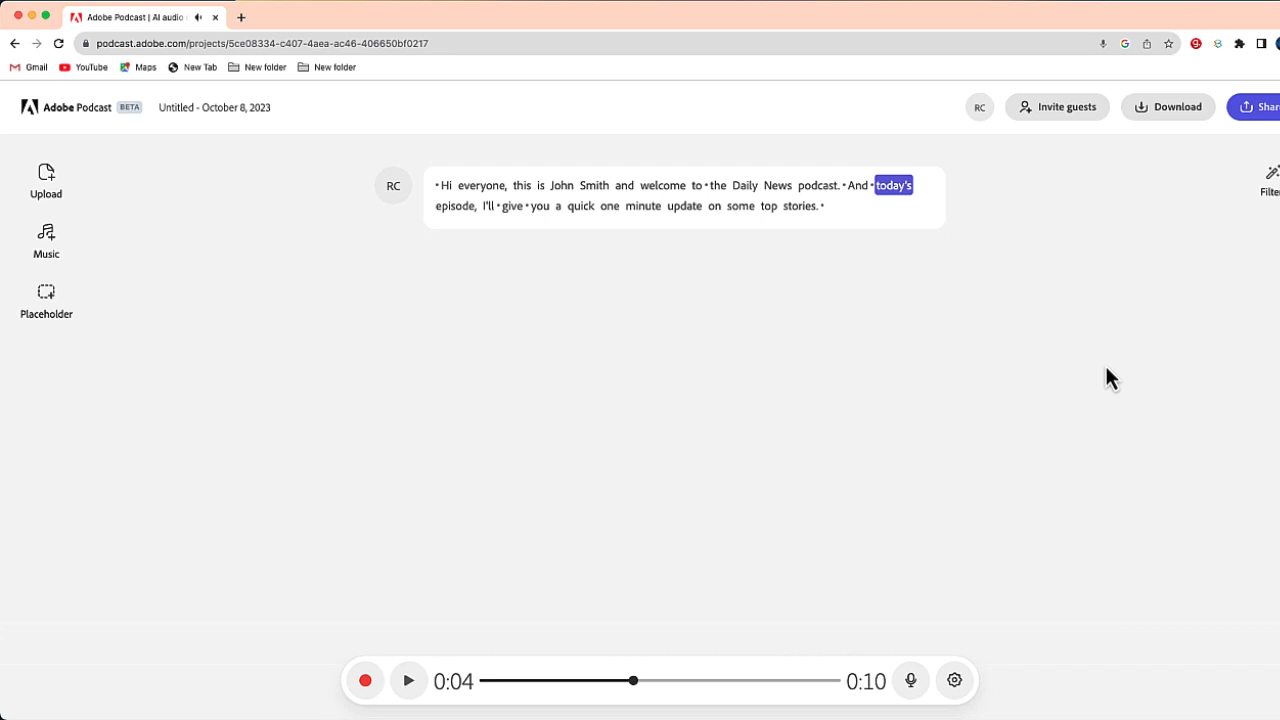 Adobe Podcast | AI audio
podcast.adobe.com/projects/5ce08334-c407-4aea-ac46-406650bf0217
Gmail YouTube Maps New Tab New folder New folder
Adobe Podcast BETA Untitled - October 8, 2023 RC Invite guests Download Shar
Upload
Music
Placeholder
RC
•Hi everyone, this is John Smith and welcome to•the Daily News podcast.•And•today's
episode, I'll•give•you a quick one minute update on some top stories.•
Filter
0:04 0:10